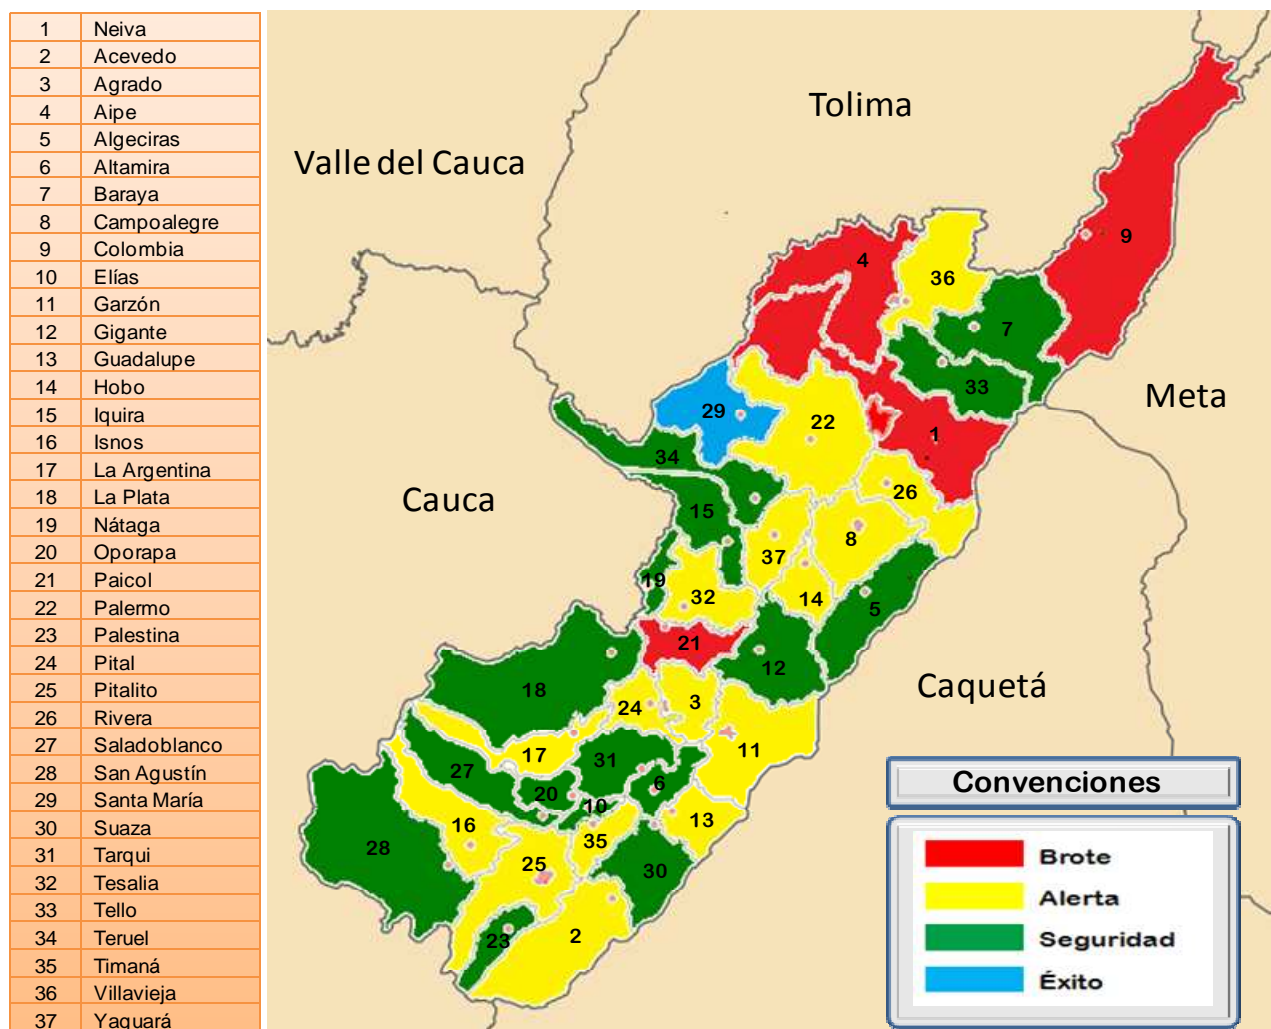 1 Neiva
2 Acevedo
3 Agrado
4 Aipe
5 Algeciras
6 Altamira
7 Baraya
8 Campoalegre
9 Colombia
10 Elías
11 Garzón
12 Gigante
13 Guadalupe
14 Hobo
15 Iquira
16 Isnos
17 La Argentina
18 La Plata
19 Nátaga
20 Oporapa
21 Paicol
22 Palermo
23 Palestina
24 Pital
25 Pitalito
26 Rivera
27 Saladoblanco
28 San Agustín
29 Santa María
30 Suaza
31 Tarqui
32 Tesalia
33 Tello
34 Teruel
35 Timaná
36 Villavieja
37 Yaguará
Tolima
Valle del Cauca
9
4
36
7
33
Meta
29
22
1
34
Cauca
26
15
8
37
19
32
14
5
21
12
Caquetá
18
3
24
11
17
31
27
6
20
10
13
16
35
28
25
30
23
2
Convenciones
Brote
Alerta
Seguridad
Éxito